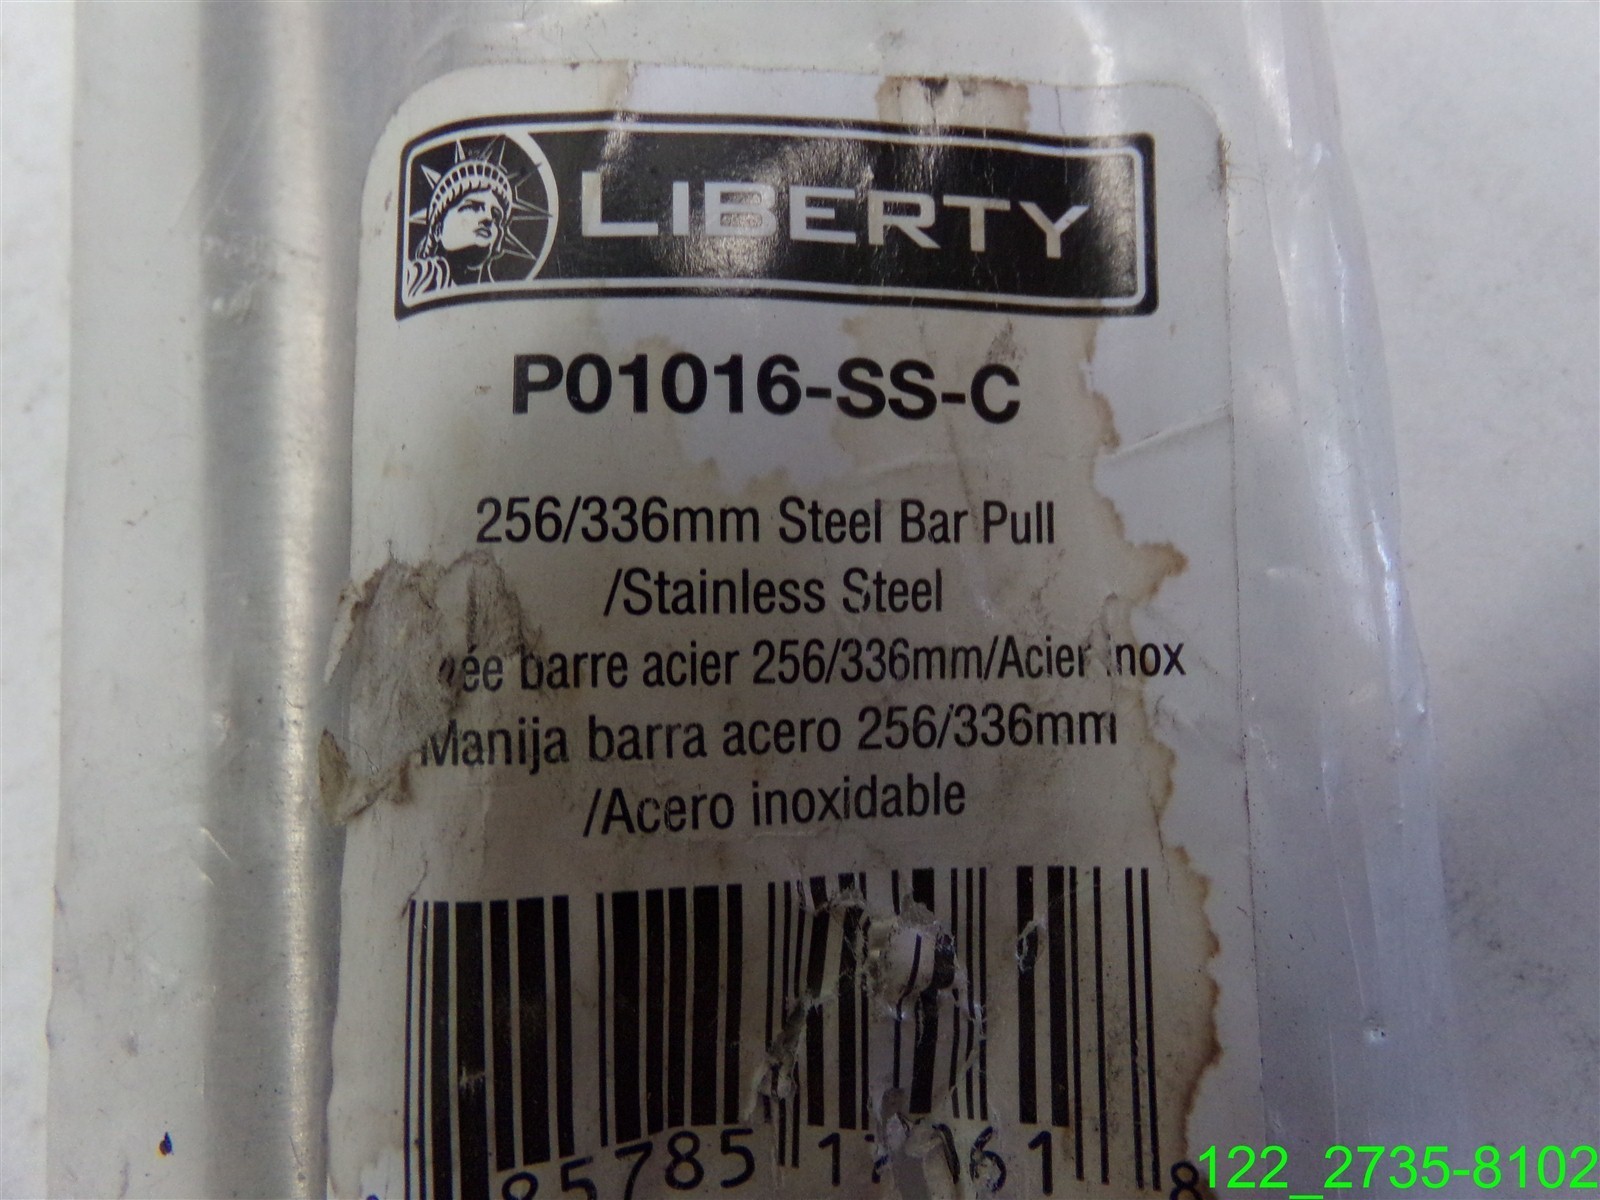 LIBERTY
P01016-SS-C
256/336mm Steel Bar Pull
/Stainless Steel
barre acier 256/336mm/Acier inox
Manija barra acero 256/336mm
/Acero inoxidable
122_2735-8102